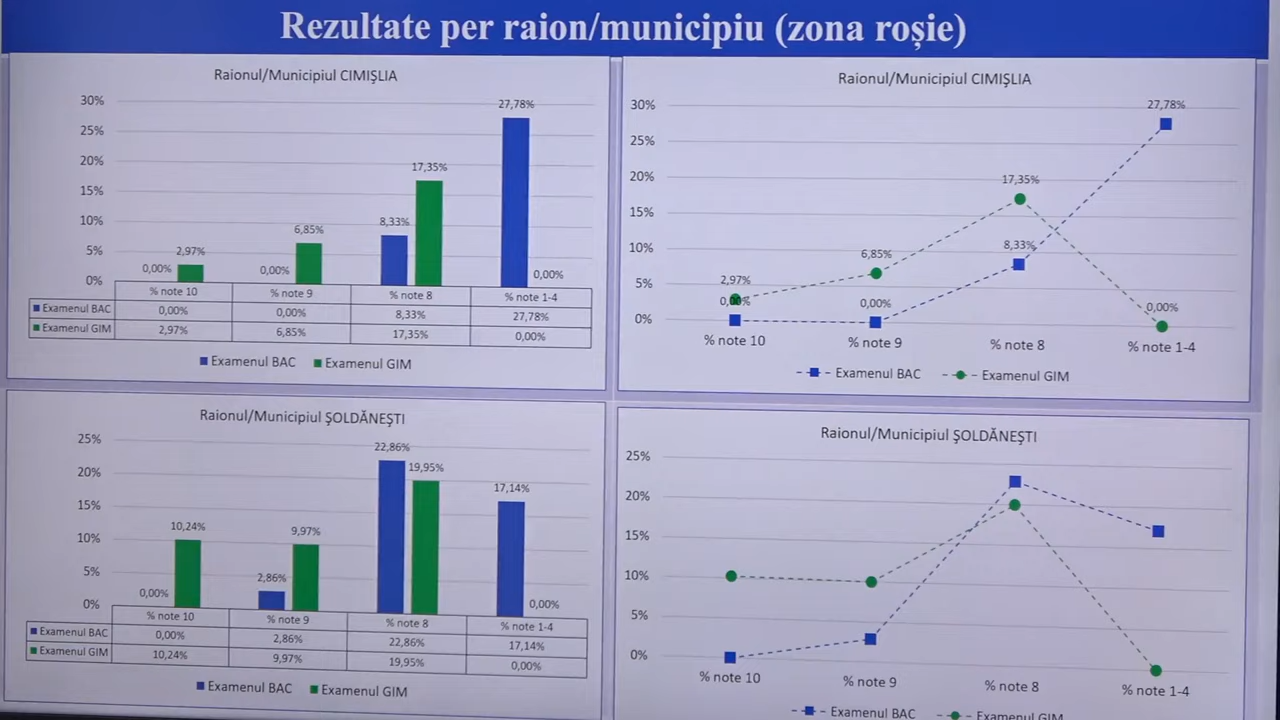 Rezultate per raion/municipiu (zona roșie)
Raionul/Municipiul CIMIŞLIA
30%
25%
20%
15%
10%
5%
0%
0,00%
2,97%
0,00%
6,85%
8,33%
17,35%
27,78%
0,00%
% note 10 % note 9 % note 8 % note 1-4
Examenul BAC 0,00% 0,00% 8,33% 27,78%
Examenul GIM 2,97% 6,85% 17,35% 0,00%
Examenul BAC Examenul GIM
Raionul/Municipiul CIMIŞLIA
30%
25%
20%
15%
10%
5%
0%
2,97%
0,00%
6,85%
0,00%
17,35%
8,33%
27,78%
0,00%
% note 10 % note 9 % note 8 % note 1-4
Examenul BAC Examenul GIM
Raionul/Municipiul ŞOLDĂNEŞTI
25%
20%
15%
10%
5%
0%
0,00%
10,24%
2,86%
9,97%
22,86%
19,95%
17,14%
0,00%
% note 10 % note 9 % note 8 % note 1-4
Examenul BAC 0,00% 2,86% 22,86% 17,14%
Examenul GIM 10,24% 9,97% 19,95% 0,00%
Examenul BAC Examenul GIM
Raionul/Municipiul ŞOLDĂNEŞTI
25%
20%
15%
10%
5%
0%
% note 10 % note 9 % note 8 % note 1-4
Examenul BAC Examenul GIM